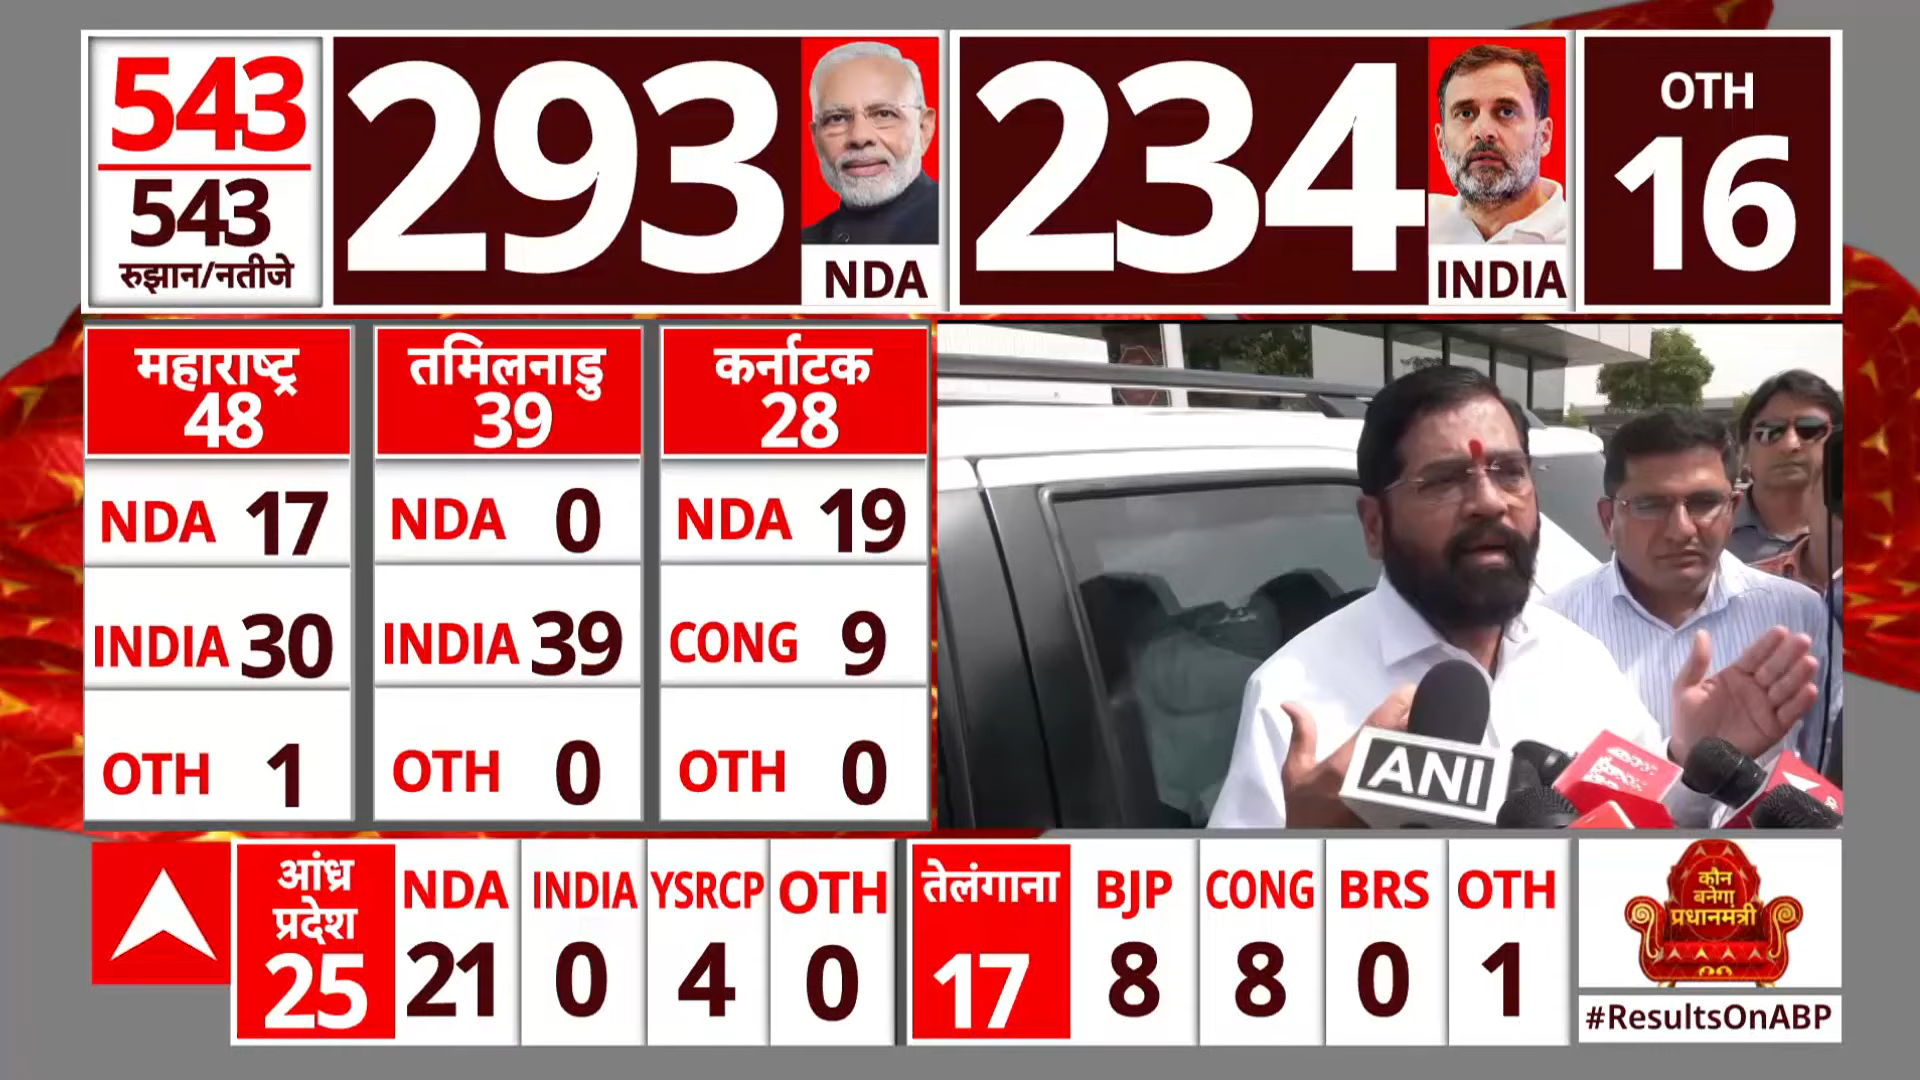 543
543
रुझान/नतीजे
293
NDA
234
INDIA
OTH
16
महाराष्ट्र
48
NDA 17
INDIA 30
OTH 1
तमिलनाडु
39
NDA 0
INDIA 39
OTH 0
कर्नाटक
28
NDA 19
CONG 9
OTH 0
ANI
आंध्र
प्रदेश
25
NDA
21
INDIA
0
YSRCP
4
OTH
0
तेलंगाना
17
BJP
8
CONG
8
BRS
0
OTH
1
कौन
बनेगा
प्रधानमंत्री
#ResultsOnABP